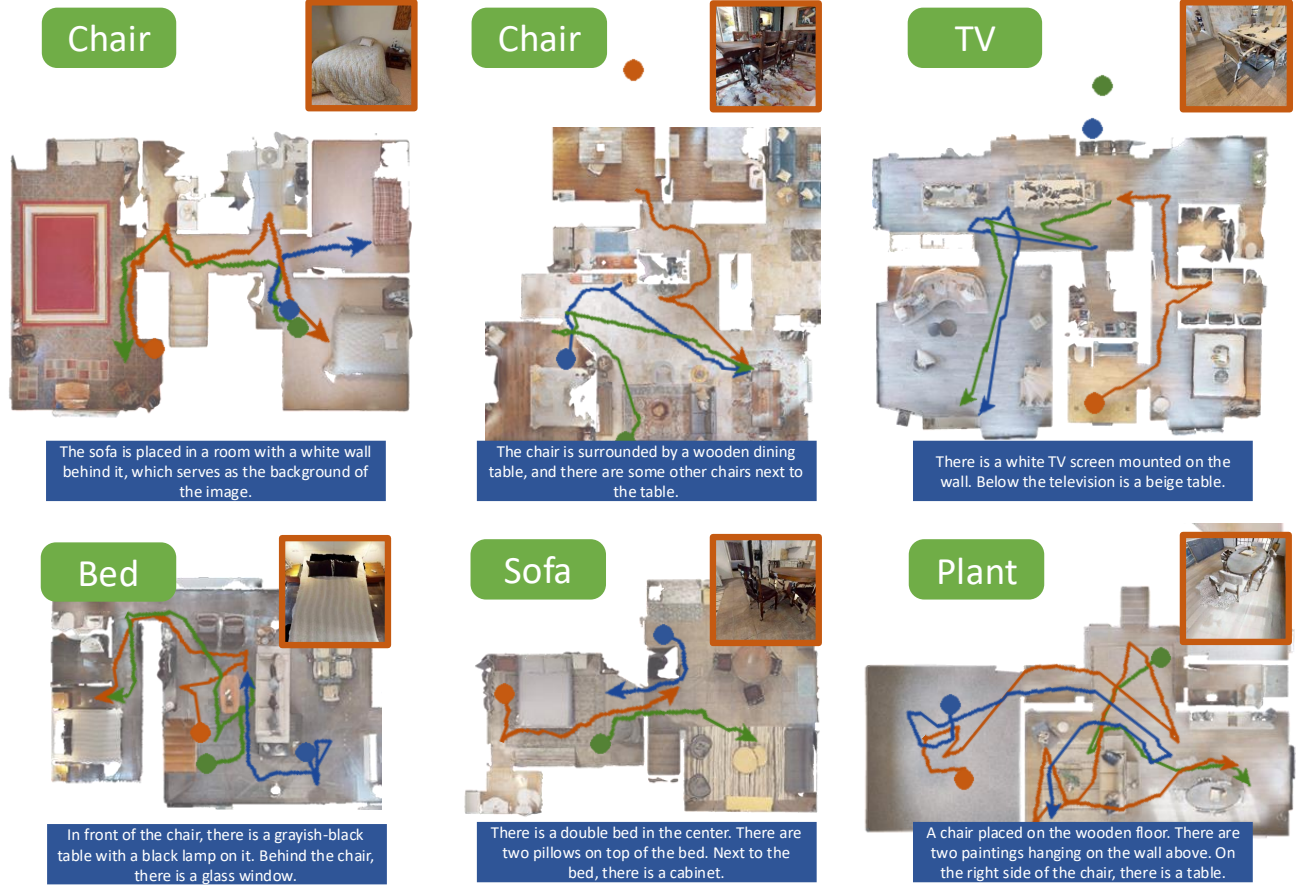 Chair
Chair
TV
The sofa is placed in a room with a white wall
behind it, which serves as the background of
the image.
The chair is surrounded by a wooden dining
table, and there are some other chairs next to
the table.
There is a white TV screen mounted on the
wall. Below the television is a beige table.
Bed
Sofa
Plant
In front of the chair, there is a grayish-black
table with a black lamp on it. Behind the chair,
there is a glass window.
There is a double bed in the center. There are
two pillows on top of the bed. Next to the
bed, there is a cabinet.
A chair placed on the wooden floor. There are
two paintings hanging on the wall above. On
the right side of the chair, there is a table.